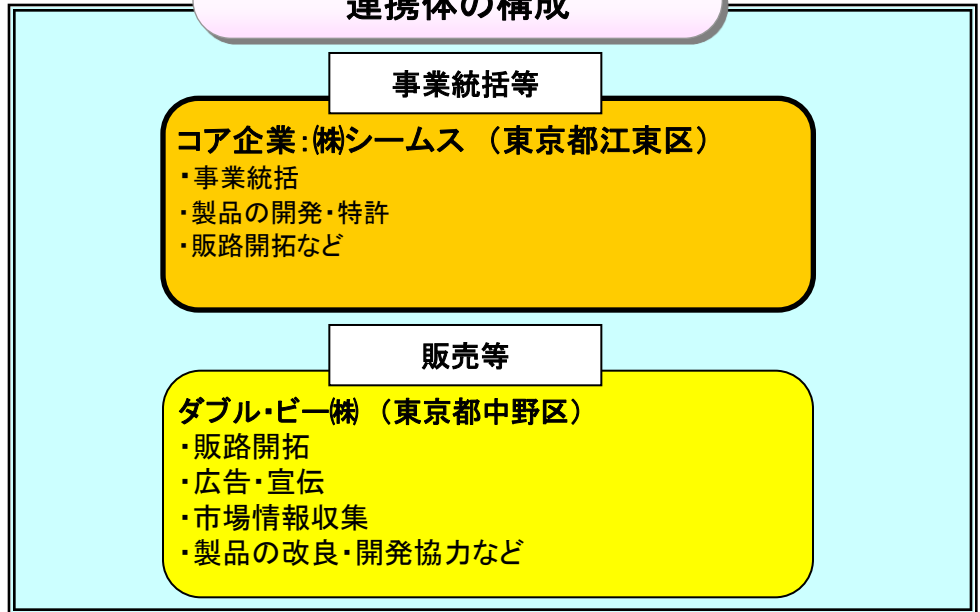 連携体の構成
事業統括等
コア企業:㈱シームス (東京都江東区)
・事業統括
・製品の開発・特許
・販路開拓など
販売等
ダブル・ビー㈱ (東京都中野区)
・販路開拓
・広告・宣伝
・市場情報収集
・製品の改良・開発協力など